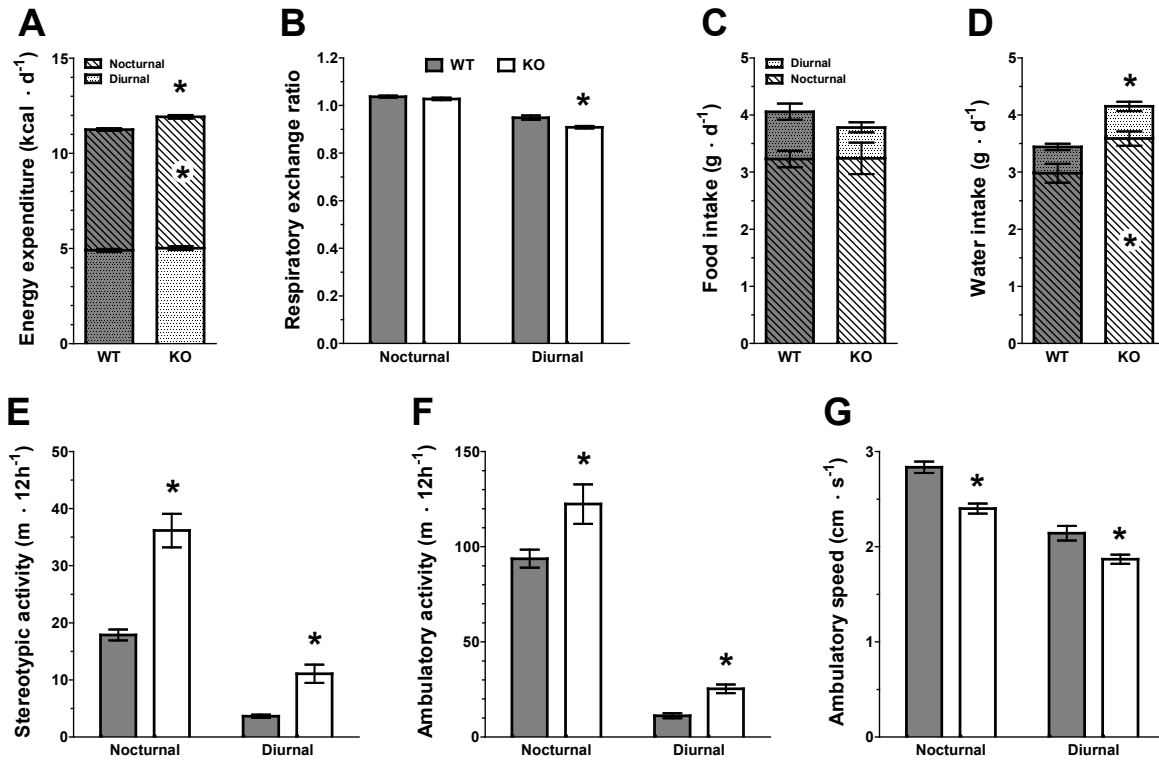 A
Energy expenditure (kcal · d⁻¹)
Nocturnal
Diurnal
15
10
5
0
*
*
WT KO
B
Respiratory exchange ratio
1.2
1.0
0.8
0.6
0.4
0.2
0.0
WT KO
*
Nocturnal Diurnal
C
Food intake (g · d⁻¹)
Diurnal
Nocturnal
5
4
3
2
1
0
WT KO
D
Water intake (g · d⁻¹)
5
4
3
2
1
0
*
*
WT KO
E
Stereotypic activity (m · 12h⁻¹)
50
40
30
20
10
0
*
*
Nocturnal Diurnal
F
Ambulatory activity (m · 12h⁻¹)
150
100
50
0
*
*
Nocturnal Diurnal
G
Ambulatory speed (cm · s⁻¹)
3
2
1
0
*
*
Nocturnal Diurnal